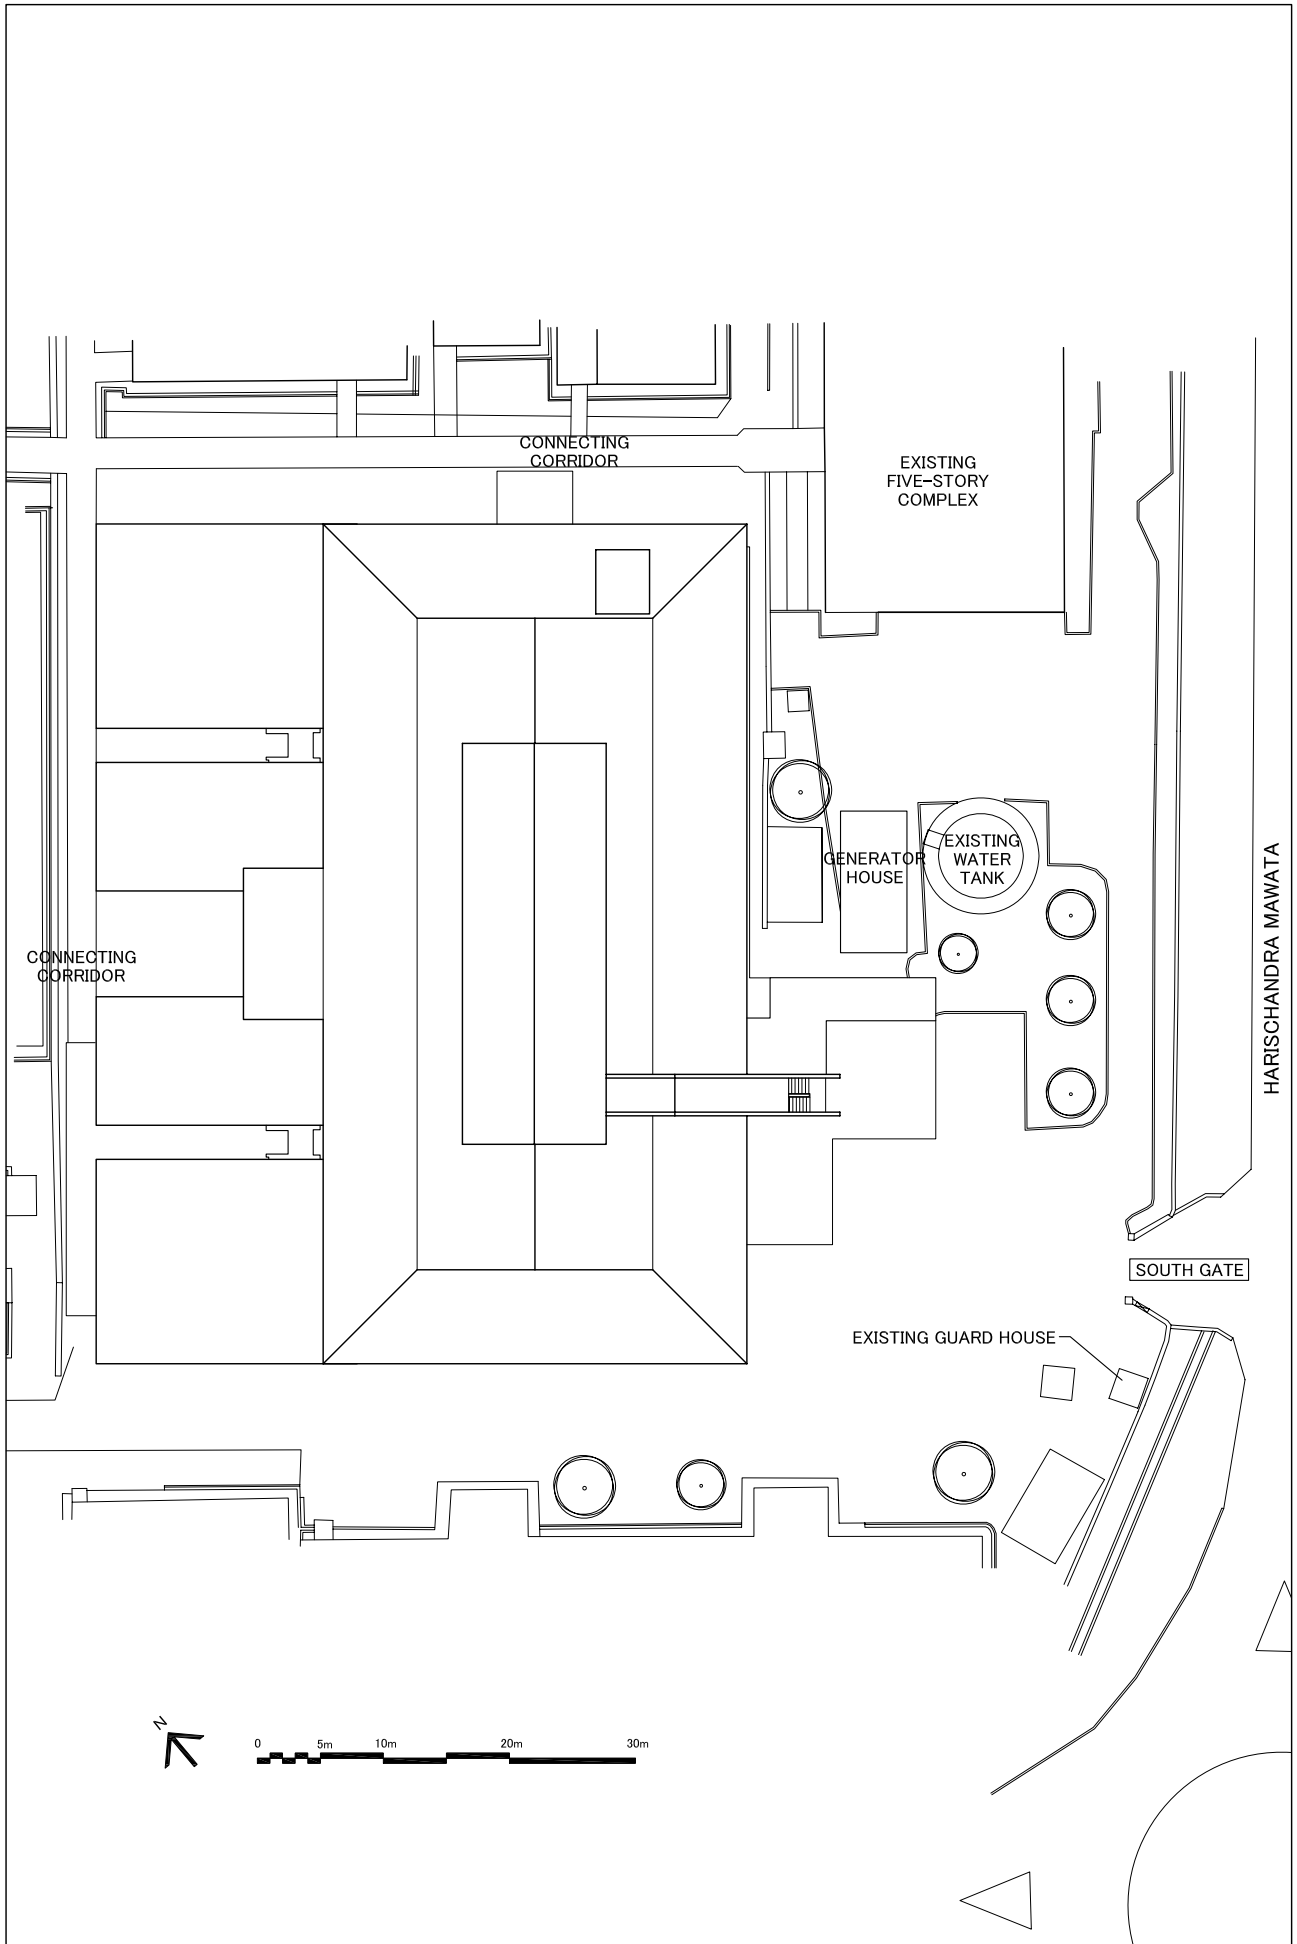 CONNECTING
CORRIDOR
EXISTING
FIVE-STORY
COMPLEX
GENERATOR
HOUSE
EXISTING
WATER
TANK
CONNECTING
CORRIDOR
HARISCHANDRA MAWATA
SOUTH GATE
EXISTING GUARD HOUSE
N
0 5m 10m 20m 30m